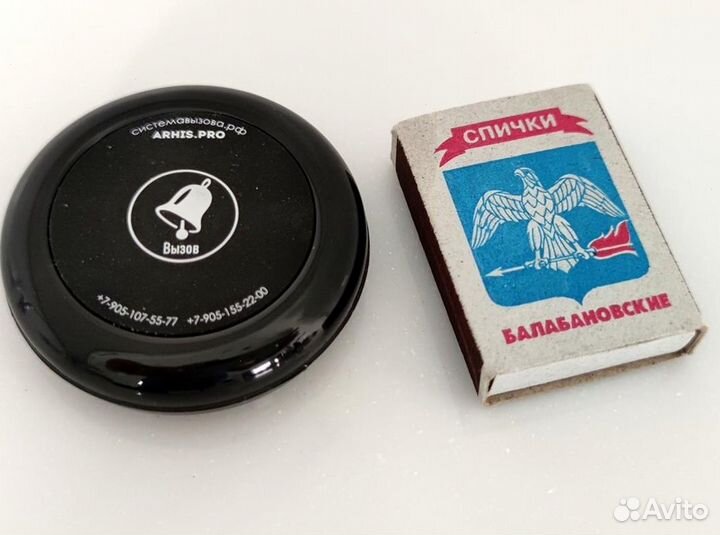 системавызова.рф
ARHIS.PRO
Вызов
+7-905-107-55-77 +7-905-155-22-00
СПИЧКИ
БАЛАБАНОВСКИЕ
Avito